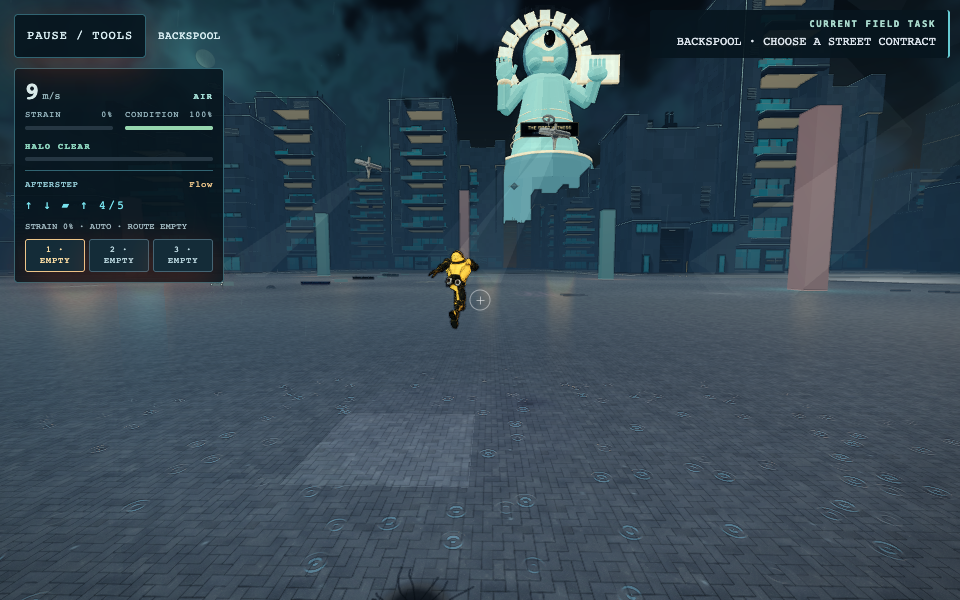 PAUSE / TOOLS
BACKSPOOL
CURRENT FIELD TASK
BACKSPOOL · CHOOSE A STREET CONTRACT
9 m/s
AIR
STRAIN 0%
CONDITION 100%
HALO CLEAR
AFTERSTEP
Flow
↑ ↓ ▰ ↑ 4/5
STRAIN 0% · AUTO · ROUTE EMPTY
1 · EMPTY
2 · EMPTY
3 · EMPTY